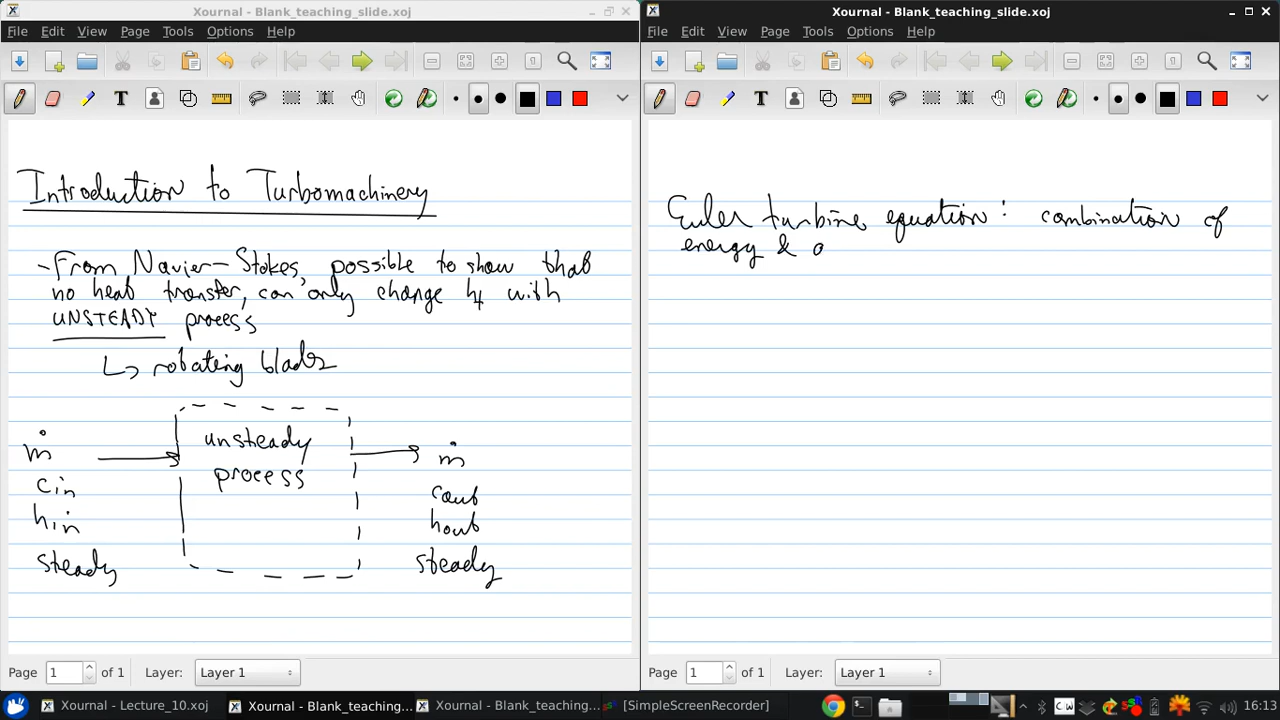 Xournal - Blank_teaching_slide.xoj
File Edit View Page Tools Options Help
Introduction to Turbomachinery
- From Navier-Stokes, possible to show that
no heat transfer, can only change ht with
UNSTEADY process
↳ rotating blades
unsteady
process
ṁ
cin
hin
steady
ṁ
cout
hout
steady
Page 1 of 1 Layer: Layer 1
Xournal - Blank_teaching_slide.xoj
File Edit View Page Tools Options Help
Euler turbine equation: combination of
energy & a
Page 1 of 1 Layer: Layer 1
Xournal - Lecture_10.xoj Xournal - Blank_teaching... Xournal - Blank_teaching... [SimpleScreenRecorder] 16:13